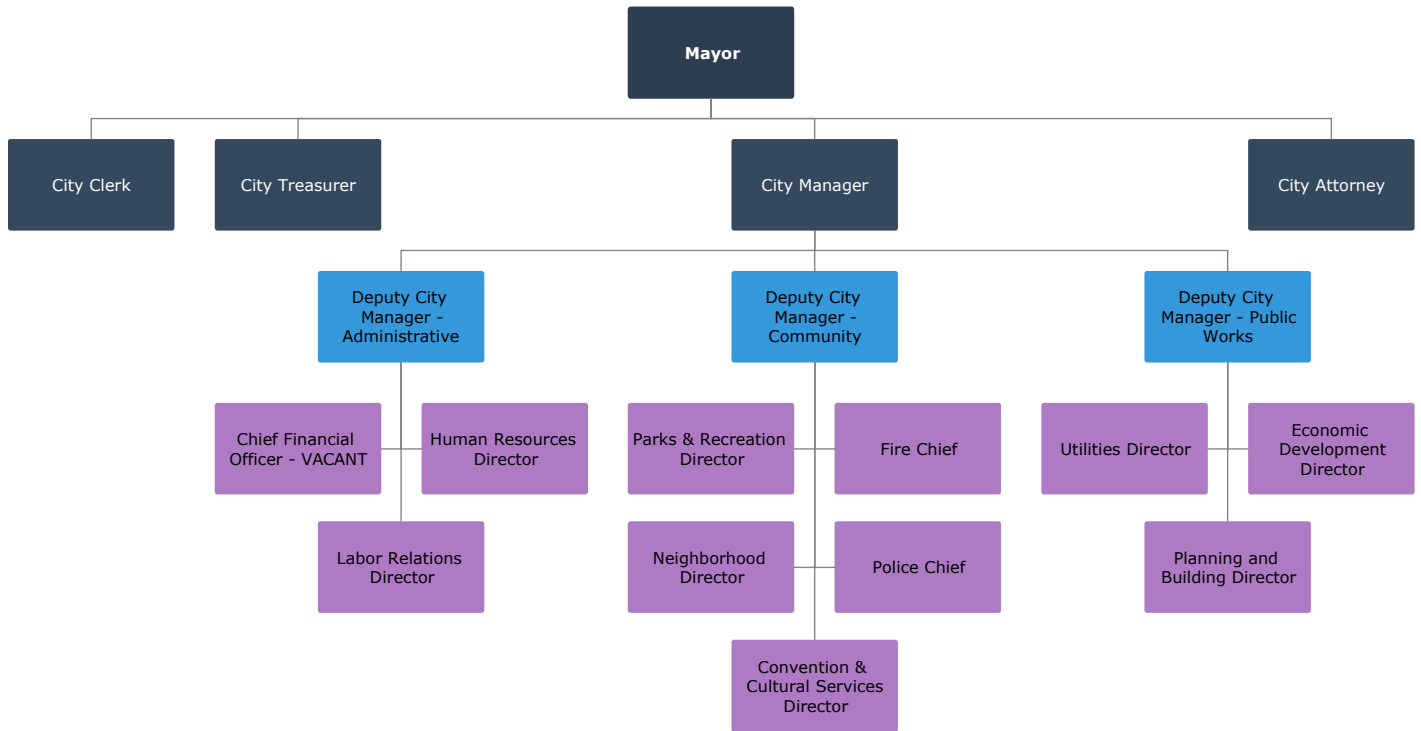 Mayor
City Clerk
City Treasurer
City Manager
City Attorney
Deputy City
Manager -
Administrative
Deputy City
Manager -
Community
Deputy City
Manager - Public
Works
Chief Financial
Officer - VACANT
Human Resources
Director
Parks & Recreation
Director
Fire Chief
Utilities Director
Economic
Development
Director
Labor Relations
Director
Neighborhood
Director
Police Chief
Planning and
Building Director
Convention &
Cultural Services
Director